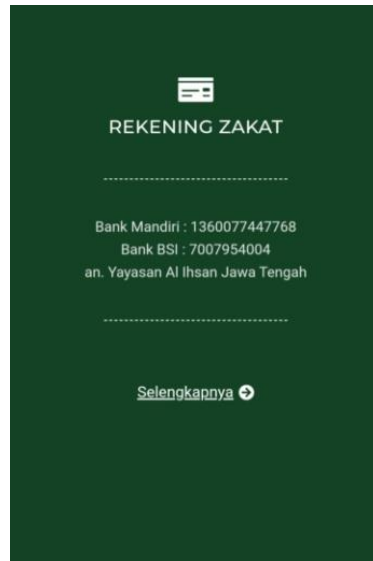 REKENING ZAKAT
------------------------------------
Bank Mandiri : 1360077447768
Bank BSI : 7007954004
an. Yayasan Al Ihsan Jawa Tengah
------------------------------------
Selengkapnya